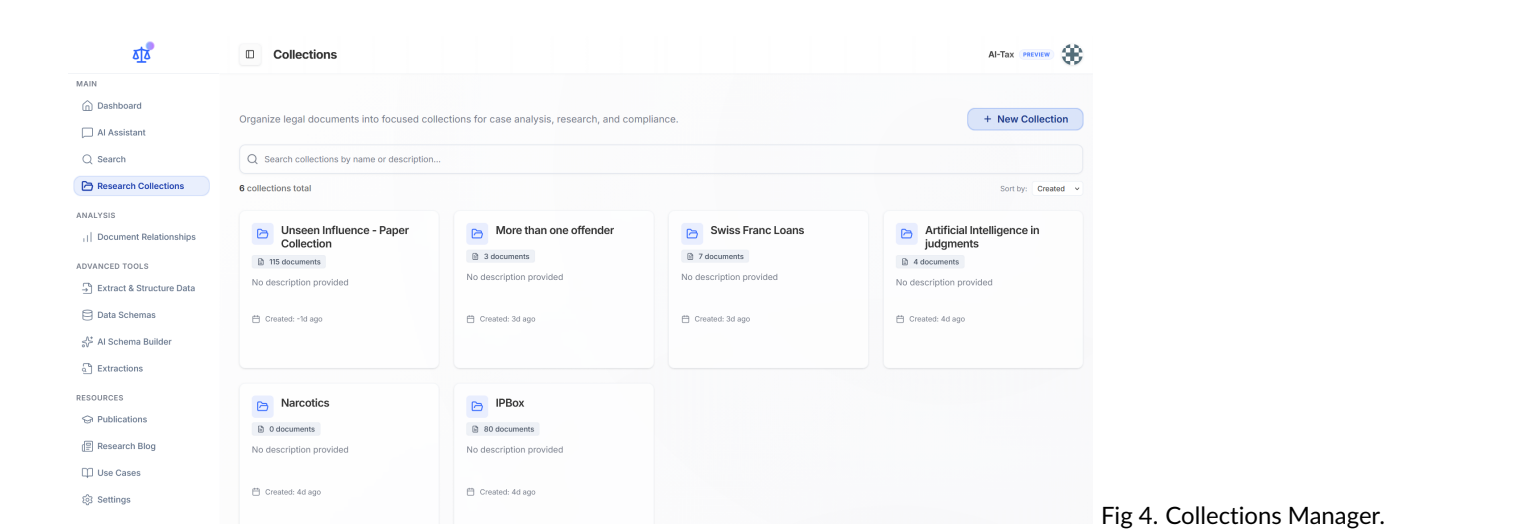 Collections
AI-Tax PREVIEW
MAIN
Dashboard
AI Assistant
Search
Research Collections
ANALYSIS
Document Relationships
ADVANCED TOOLS
Extract & Structure Data
Data Schemas
AI Schema Builder
Extractions
RESOURCES
Publications
Research Blog
Use Cases
Settings
Organize legal documents into focused collections for case analysis, research, and compliance.
+ New Collection
Search collections by name or description...
6 collections total
Sort by: Created
Unseen Influence - Paper
Collection
115 documents
No description provided
Created: -1d ago
More than one offender
3 documents
No description provided
Created: 3d ago
Swiss Franc Loans
7 documents
No description provided
Created: 3d ago
Artificial Intelligence in
judgments
4 documents
No description provided
Created: 4d ago
Narcotics
0 documents
No description provided
Created: 4d ago
IPBox
80 documents
No description provided
Created: 4d ago
Fig 4. Collections Manager.